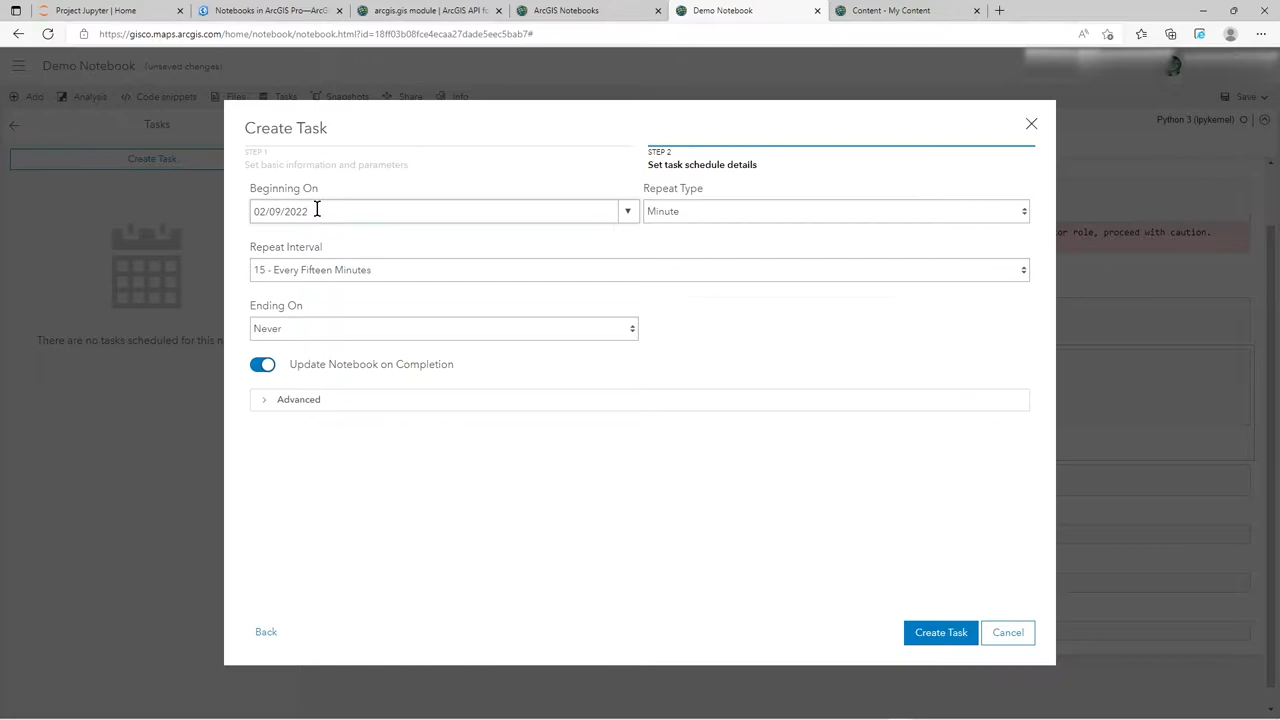 Project Jupyter | Home
Notebooks in ArcGIS Pro—ArcG
arcgis.gis module | ArcGIS API fo
ArcGIS Notebooks
Demo Notebook
Content - My Content
https://gisco.maps.arcgis.com/home/notebook/notebook.html?id=18ff03b08fce4ecaa27dade5eec5bab7#
Demo Notebook (unsaved changes)
Add Analysis Code snippets Files Tasks Snapshots Share Info Save
Tasks
Python 3 (ipykernel)
Create Task
There are no tasks scheduled for this n
or role, proceed with caution.
Create Task
STEP 1
Set basic information and parameters
STEP 2
Set task schedule details
Beginning On
02/09/2022
Repeat Type
Minute
Repeat Interval
15 - Every Fifteen Minutes
Ending On
Never
Update Notebook on Completion
Advanced
Back
Create Task
Cancel